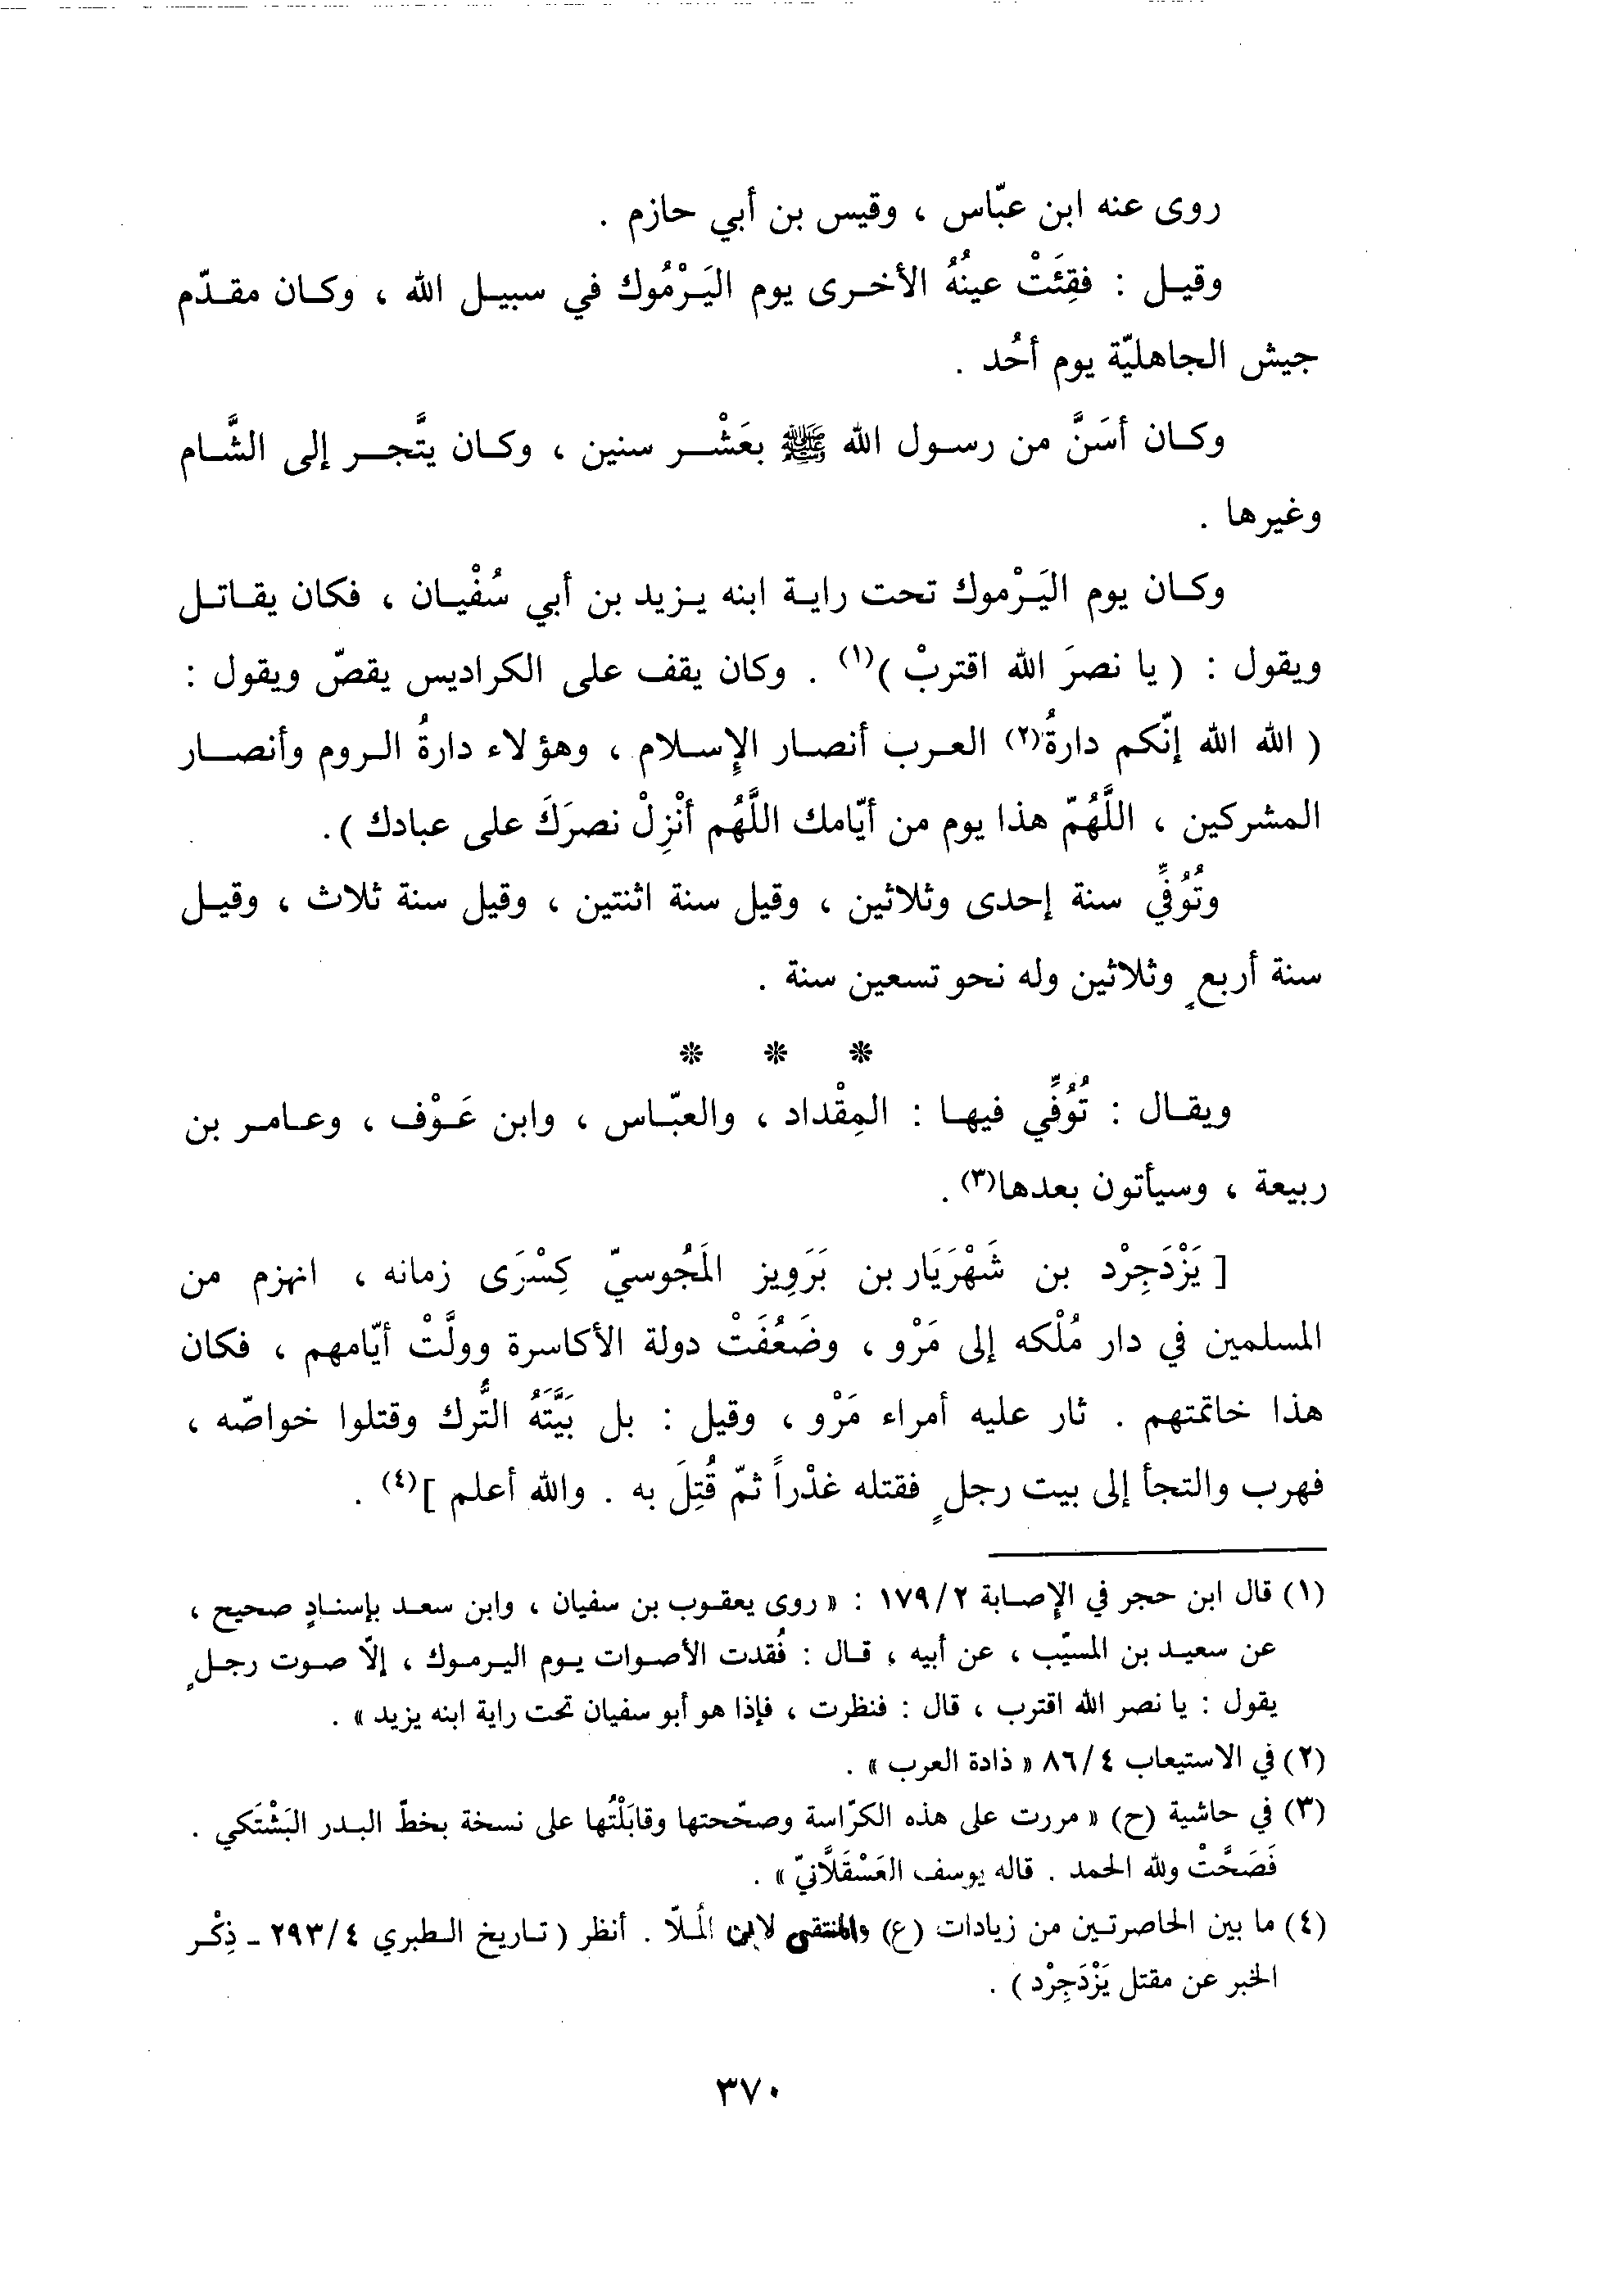 روى عنه ابن عبّاس ، وقيس بن أبي حازم .
وقيل : فقِئَتْ عينُهُ الأخرى يوم اليَرْمُوك في سبيل الله ، وكان مقدّم
جيش الجاهليّة يوم أُحُد .
وكان أسَنَّ من رسول الله ﷺ بعَشْر سنين ، وكان يتَّجر إلى الشَّام
وغيرها .
وكان يوم اليَرْموك تحت راية ابنه يزيد بن أبي سُفْيان ، فكان يقاتل
ويقول : ( يا نصرَ الله اقتربْ )(١) . وكان يقف على الكراديس يقصّ ويقول :
( الله الله إنّكم دارةُ(٢) العرب أنصار الإسلام ، وهؤلاء دارةُ الروم وأنصار
المشركين ، اللَّهُمّ هذا يوم من أيّامك اللَّهُم أنْزِلْ نصرَكَ على عبادك ).
وتُوُفِّي سنة إحدى وثلاثين ، وقيل سنة اثنتين ، وقيل سنة ثلاث ، وقيل
سنة أربعٍ وثلاثين وله نحو تسعين سنة .
* * *
ويقال : تُوُفِّي فيها : المِقْداد ، والعبّاس ، وابن عَوْف ، وعامر بن
ربيعة ، وسيأتون بعدها(٣) .
[ يَزْدَجِرْد بن شَهْرَيَار بن بَرَوِيز المَجُوسيّ كِسْرَى زمانه ، انهزم من
المسلمين في دار مُلْكه إلى مَرْو ، وضَعُفَتْ دولة الأكاسرة وولَّتْ أيّامهم ، فكان
هذا خاتمتهم . ثار عليه أمراء مَرْو ، وقيل : بل بَيَّتَهُ التُّرك وقتلوا خواصّه ،
فهرب والتجأ إلى بيت رجلٍ فقتله غدْراً ثمّ قُتِلَ به . والله أعلم ](٤) .
(١) قال ابن حجر في الإصابة ١٧٩/٢ : « روى يعقوب بن سفيان ، وابن سعد بإسنادٍ صحيح ،
عن سعيد بن المسيّب ، عن أبيه ، قال : فُقدت الأصوات يوم اليرموك ، إلّا صوت رجلٍ
يقول : يا نصر الله اقترب ، قال : فنظرت ، فإذا هو أبو سفيان تحت راية ابنه يزيد » .
(٢) في الاستيعاب ٨٦/٤ « ذادة العرب » .
(٣) في حاشية (ح) « مررت على هذه الكرّاسة وصحّحتها وقابَلْتُها على نسخة بخطّ البدر البَشْتَكي .
فَصَحَّتْ ولله الحمد . قاله يوسف العَسْقَلاَّنيّ » .
(٤) ما بين الحاصرتين من زيادات (ع) والمنتقى لابن المُلّا . أنظر ( تاريخ الطبري ٢٩٣/٤ ـ ذِكْر
الخبر عن مقتل يَزْدَجِرْد ) .
٣٧٠